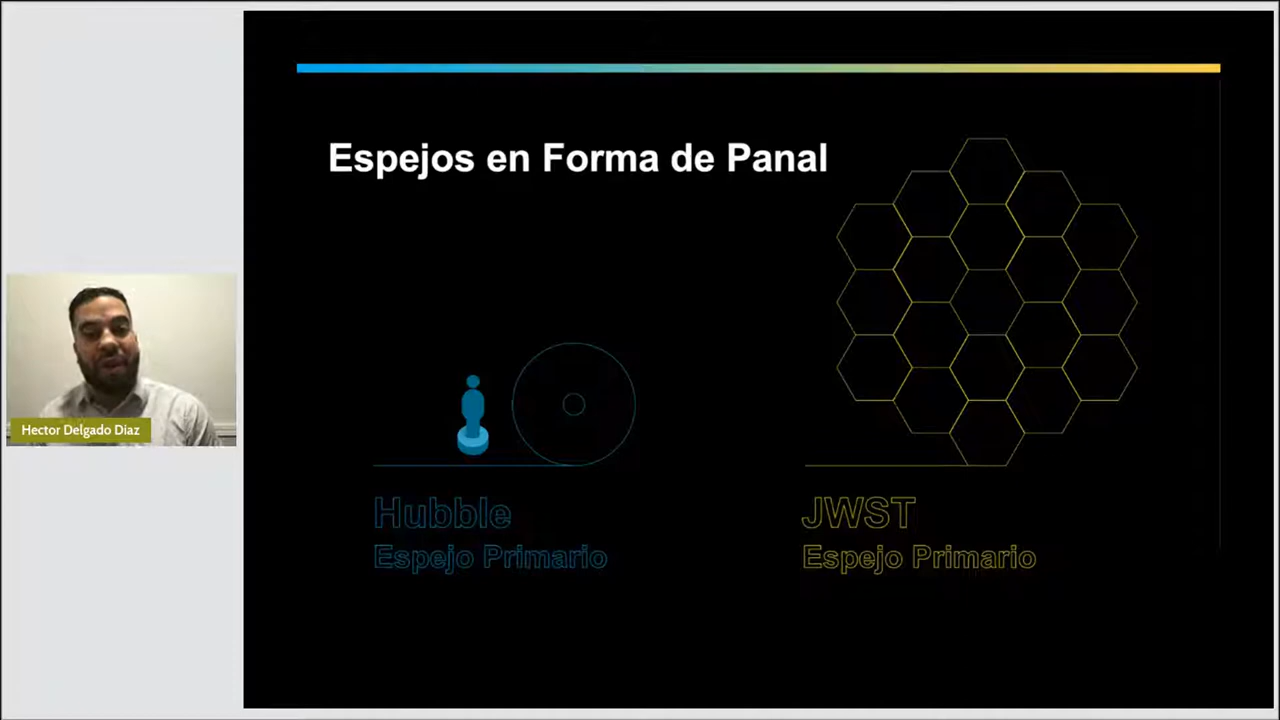 Espejos en Forma de Panal
Hector Delgado Diaz
Hubble
Espejo Primario
JWST
Espejo Primario